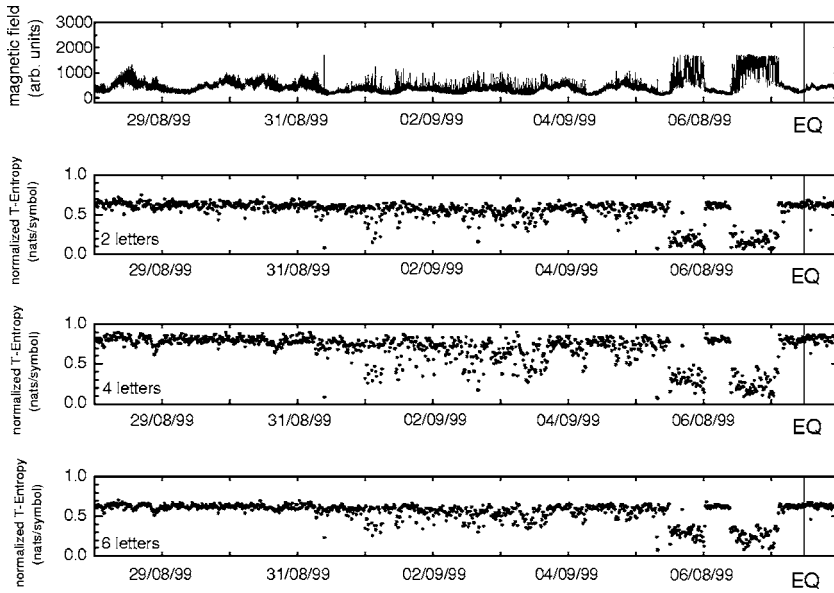 magnetic field
(arb. units)
3000
2000
1000
0
29/08/99
31/08/99
02/09/99
04/09/99
06/08/99
EQ
normalized T-Entropy
(nats/symbol)
1.0
0.5
0.0
2 letters
29/08/99
31/08/99
02/09/99
04/09/99
06/08/99
EQ
normalized T-Entropy
(nats/symbol)
1.0
0.5
0.0
4 letters
29/08/99
31/08/99
02/09/99
04/09/99
06/08/99
EQ
normalized T-Entropy
(nats/symbol)
1.0
0.5
0.0
6 letters
29/08/99
31/08/99
02/09/99
04/09/99
06/08/99
EQ